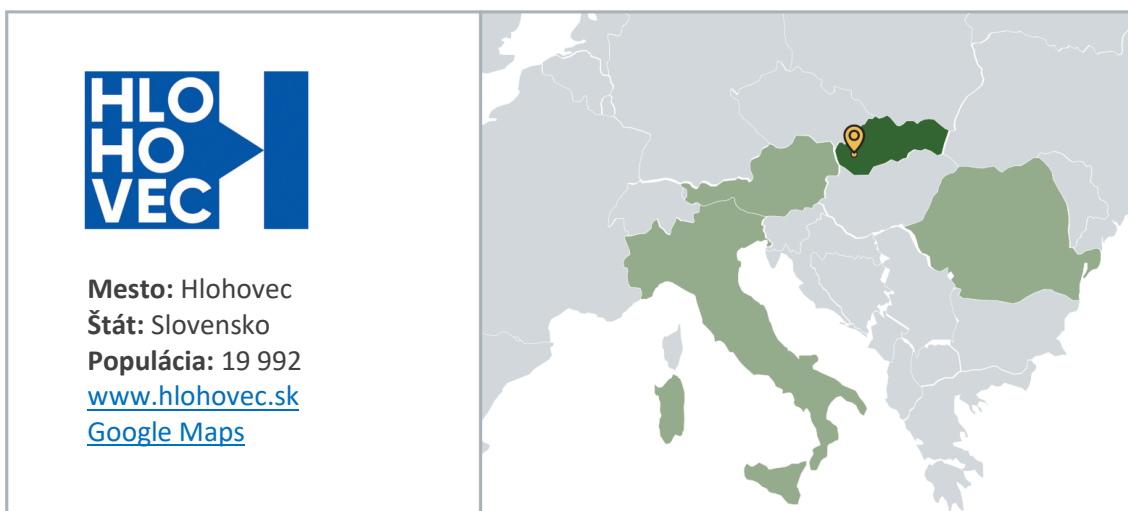 HLO
HO
VEC
Mesto: Hlohovec
Štát: Slovensko
Populácia: 19 992
www.hlohovec.sk
Google Maps